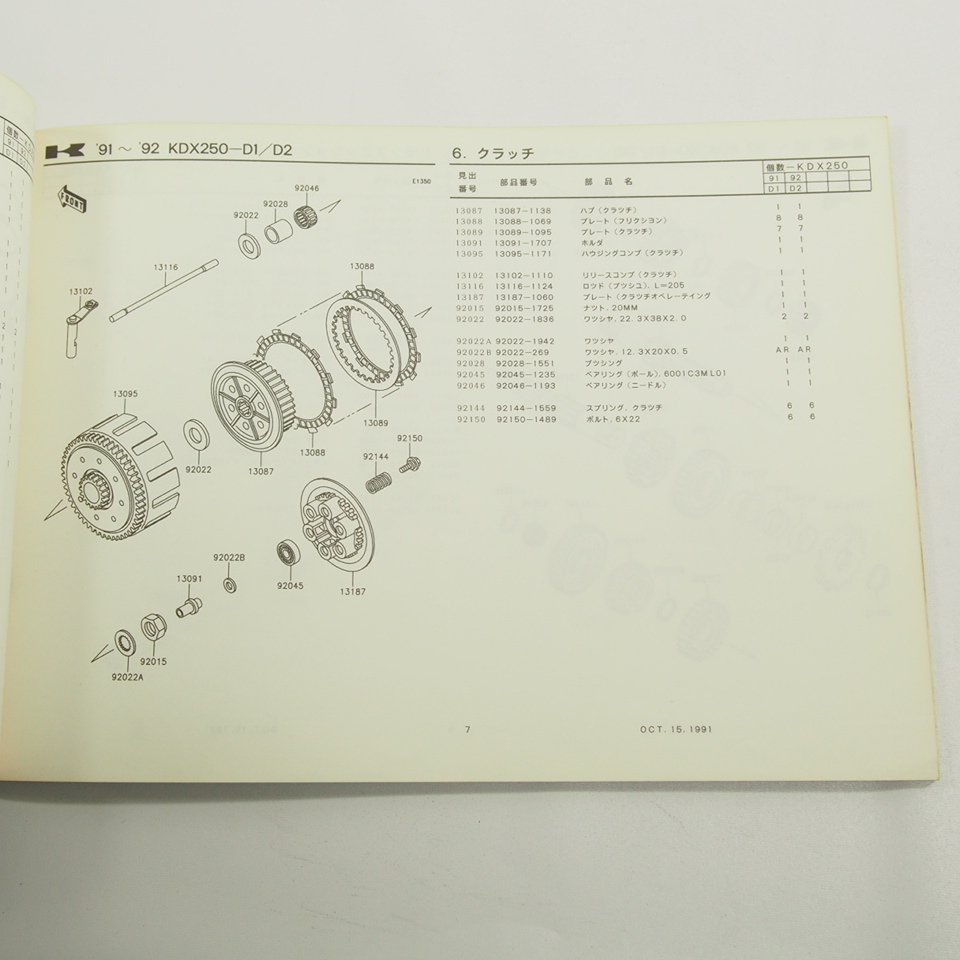 '91～'92 KDX250－D1／D2
E1350
FRONT
92046
92028
92022
13116
13102
13088
13095
92022
13087
13088
13089
92150
92144
92022B
13091
92045
13187
92015
92022A
6. クラッチ
見出番号 部品番号 部品名 個数－KDX250
91 92
D1 D2
13087 13087-1138 ハブ（クラツチ） 1 1
13088 13088-1069 プレート（フリクシヨン） 8 8
13089 13089-1095 プレート（クラツチ） 7 7
13091 13091-1707 ホルダ 1 1
13095 13095-1171 ハウジングコンプ（クラツチ） 1 1
13102 13102-1110 リリースコンプ（クラツチ） 1 1
13116 13116-1124 ロツド（プツシユ）, L=205 1 1
13187 13187-1060 プレート（クラツチオペレーテイング 1 1
92015 92015-1725 ナツト, 20MM 1 1
92022 92022-1836 ワツシヤ, 22.3X38X2.0 2 2
92022A 92022-1942 ワツシヤ 1 1
92022B 92022-269 ワツシヤ, 12.3X20X0.5 AR AR
92028 92028-1551 ブツシング 1 1
92045 92045-1235 ベアリング（ボール）, 6001C3ML01 1 1
92046 92046-1193 ベアリング（ニードル） 1 1
92144 92144-1559 スプリング, クラツチ 6 6
92150 92150-1489 ボルト, 6X22 6 6
7
OCT.15.1991